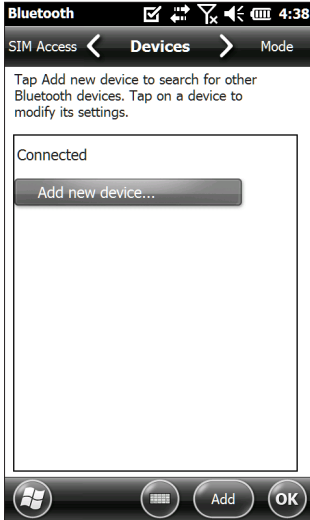 Bluetooth 4:38
SIM Access Devices Mode
Tap Add new device to search for other
Bluetooth devices. Tap on a device to
modify its settings.
Connected
Add new device...
Add OK